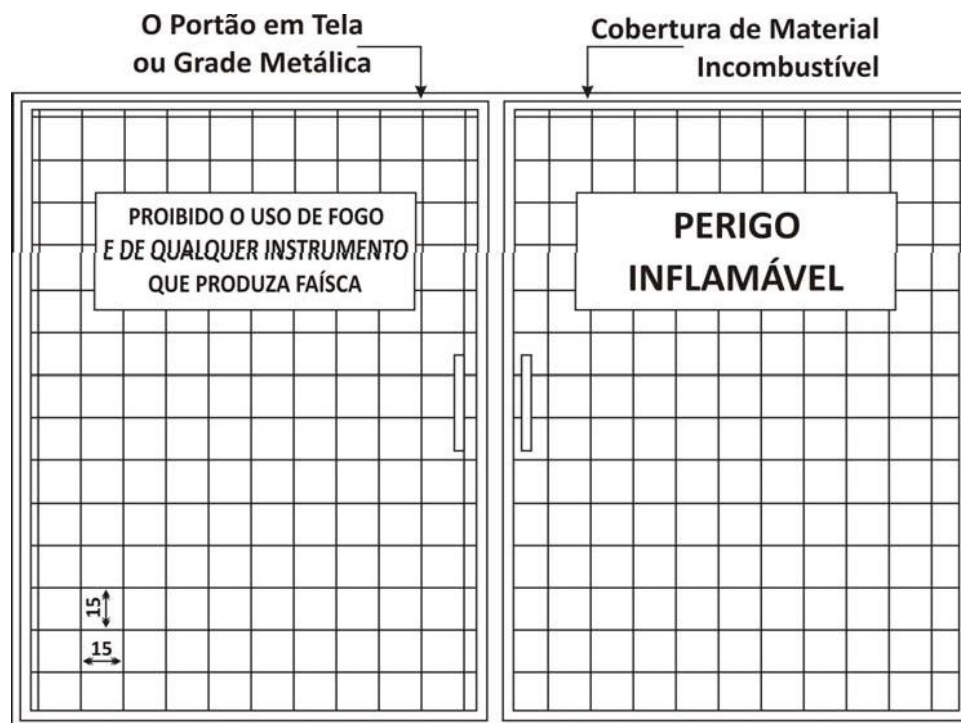 O Portão em Tela
ou Grade Metálica
Cobertura de Material
Incombustível
PROIBIDO O USO DE FOGO
E DE QUALQUER INSTRUMENTO
QUE PRODUZA FAÍSCA
PERIGO
INFLAMÁVEL
15
15